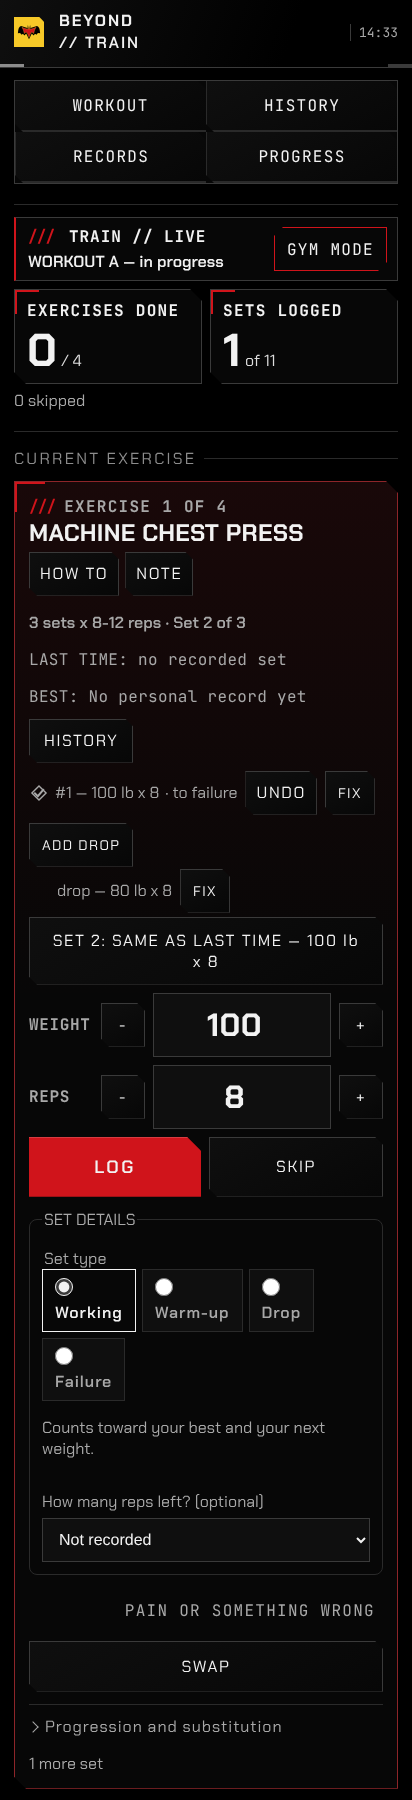 BEYOND
// TRAIN
14:33
WORKOUT
HISTORY
RECORDS
PROGRESS
/// TRAIN // LIVE
WORKOUT A — in progress
GYM MODE
EXERCISES DONE
0 / 4
SETS LOGGED
1 of 11
0 skipped
CURRENT EXERCISE
/// EXERCISE 1 OF 4
MACHINE CHEST PRESS
HOW TO
NOTE
3 sets x 8-12 reps · Set 2 of 3
LAST TIME: no recorded set
BEST: No personal record yet
HISTORY
#1 — 100 lb x 8 · to failure
UNDO
FIX
ADD DROP
drop — 80 lb x 8
FIX
SET 2: SAME AS LAST TIME — 100 lb
x 8
WEIGHT
-
100
+
REPS
-
8
+
LOG
SKIP
SET DETAILS
Set type
Working
Warm-up
Drop
Failure
Counts toward your best and your next
weight.
How many reps left? (optional)
Not recorded
PAIN OR SOMETHING WRONG
SWAP
Progression and substitution
1 more set